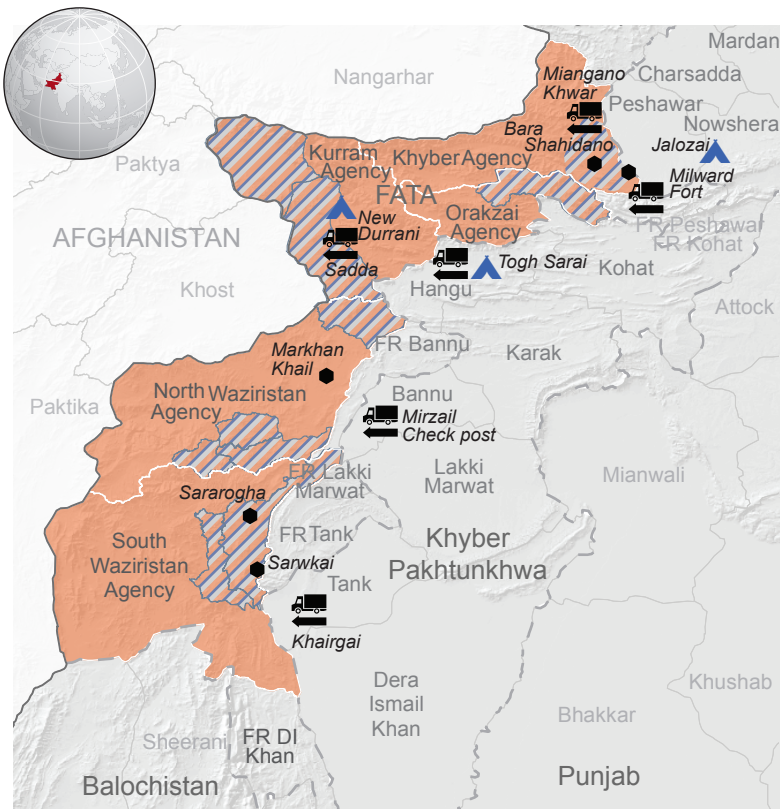 Mardan
Nangarhar
Miangano
Khwar
Charsadda
Peshawar
Nowshera
Bara
Shahidano
Jalozai
Paktya
Kurram
Agency
Khyber Agency
Milward
Fort
FATA
New
Durrani
Orakzai
Agency
FR Peshawar
FR Kohat
AFGHANISTAN
Sadda
Togh Sarai
Kohat
Khost
Hangu
Attock
Markhan
Khail
FR Bannu
Karak
North Waziristan
Agency
Paktika
Bannu
Mirzail
Check post
FR Lakki
Marwat
Lakki
Marwat
Mianwali
Sararogha
South
Waziristan
Agency
FR Tank
Khyber
Pakhtunkhwa
Sarwkai
Tank
Khairgai
Dera
Ismail
Khan
Khushab
Bhakkar
Sheerani
FR DI
Khan
Balochistan
Punjab